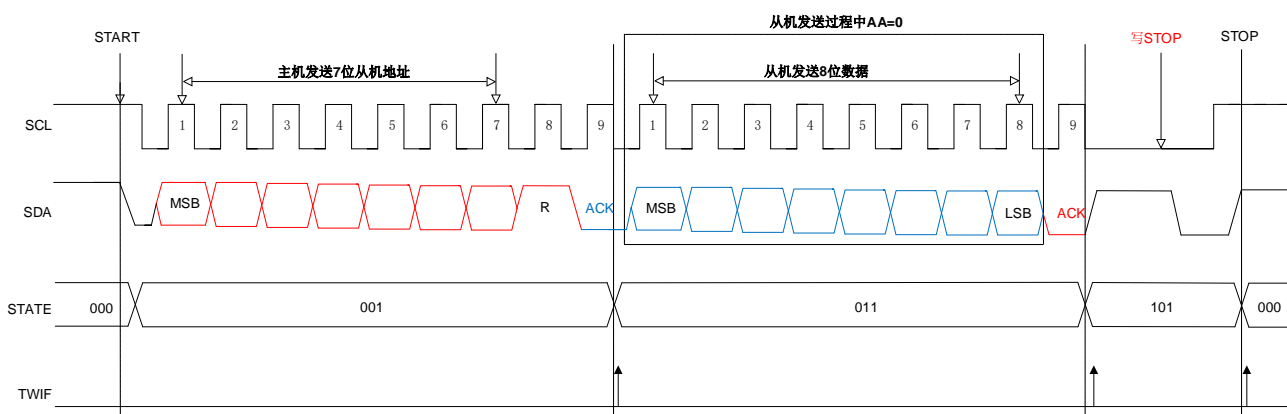 从机发送过程中AA=0
START
写STOP
STOP
主机发送7位从机地址
从机发送8位数据
SCL 1 2 3 4 5 6 7 8 9 1 2 3 4 5 6 7 8 9
SDA MSB R ACK MSB LSB ACK
STATE 000 001 011 101 000
TWIF